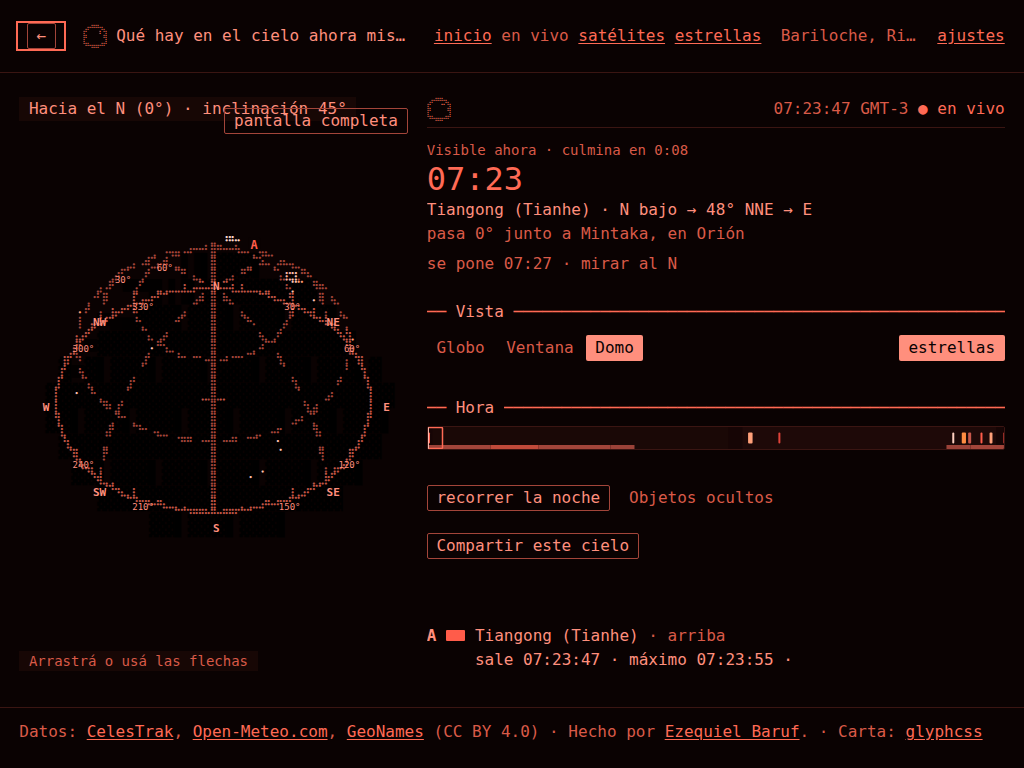 ← Qué hay en el cielo ahora mis… inicio en vivo satélites estrellas Bariloche, Ri… ajustes
Hacia el N (0°) · inclinación 45°
pantalla completa
A
60°
30°
N
330°
30°
NW
NE
300°
60°
W
E
240°
120°
SW
SE
210°
150°
S
Arrastrá o usá las flechas
07:23:47 GMT-3 ● en vivo
Visible ahora · culmina en 0:08
07:23
Tiangong (Tianhe) · N bajo → 48° NNE → E
pasa 0° junto a Mintaka, en Orión
se pone 07:27 · mirar al N
Vista
Globo Ventana Domo estrellas
Hora
recorrer la noche Objetos ocultos
Compartir este cielo
A Tiangong (Tianhe) · arriba
sale 07:23:47 · máximo 07:23:55 ·
Datos: CelesTrak, Open-Meteo.com, GeoNames (CC BY 4.0) · Hecho por Ezequiel Baruf. · Carta: glyphcss